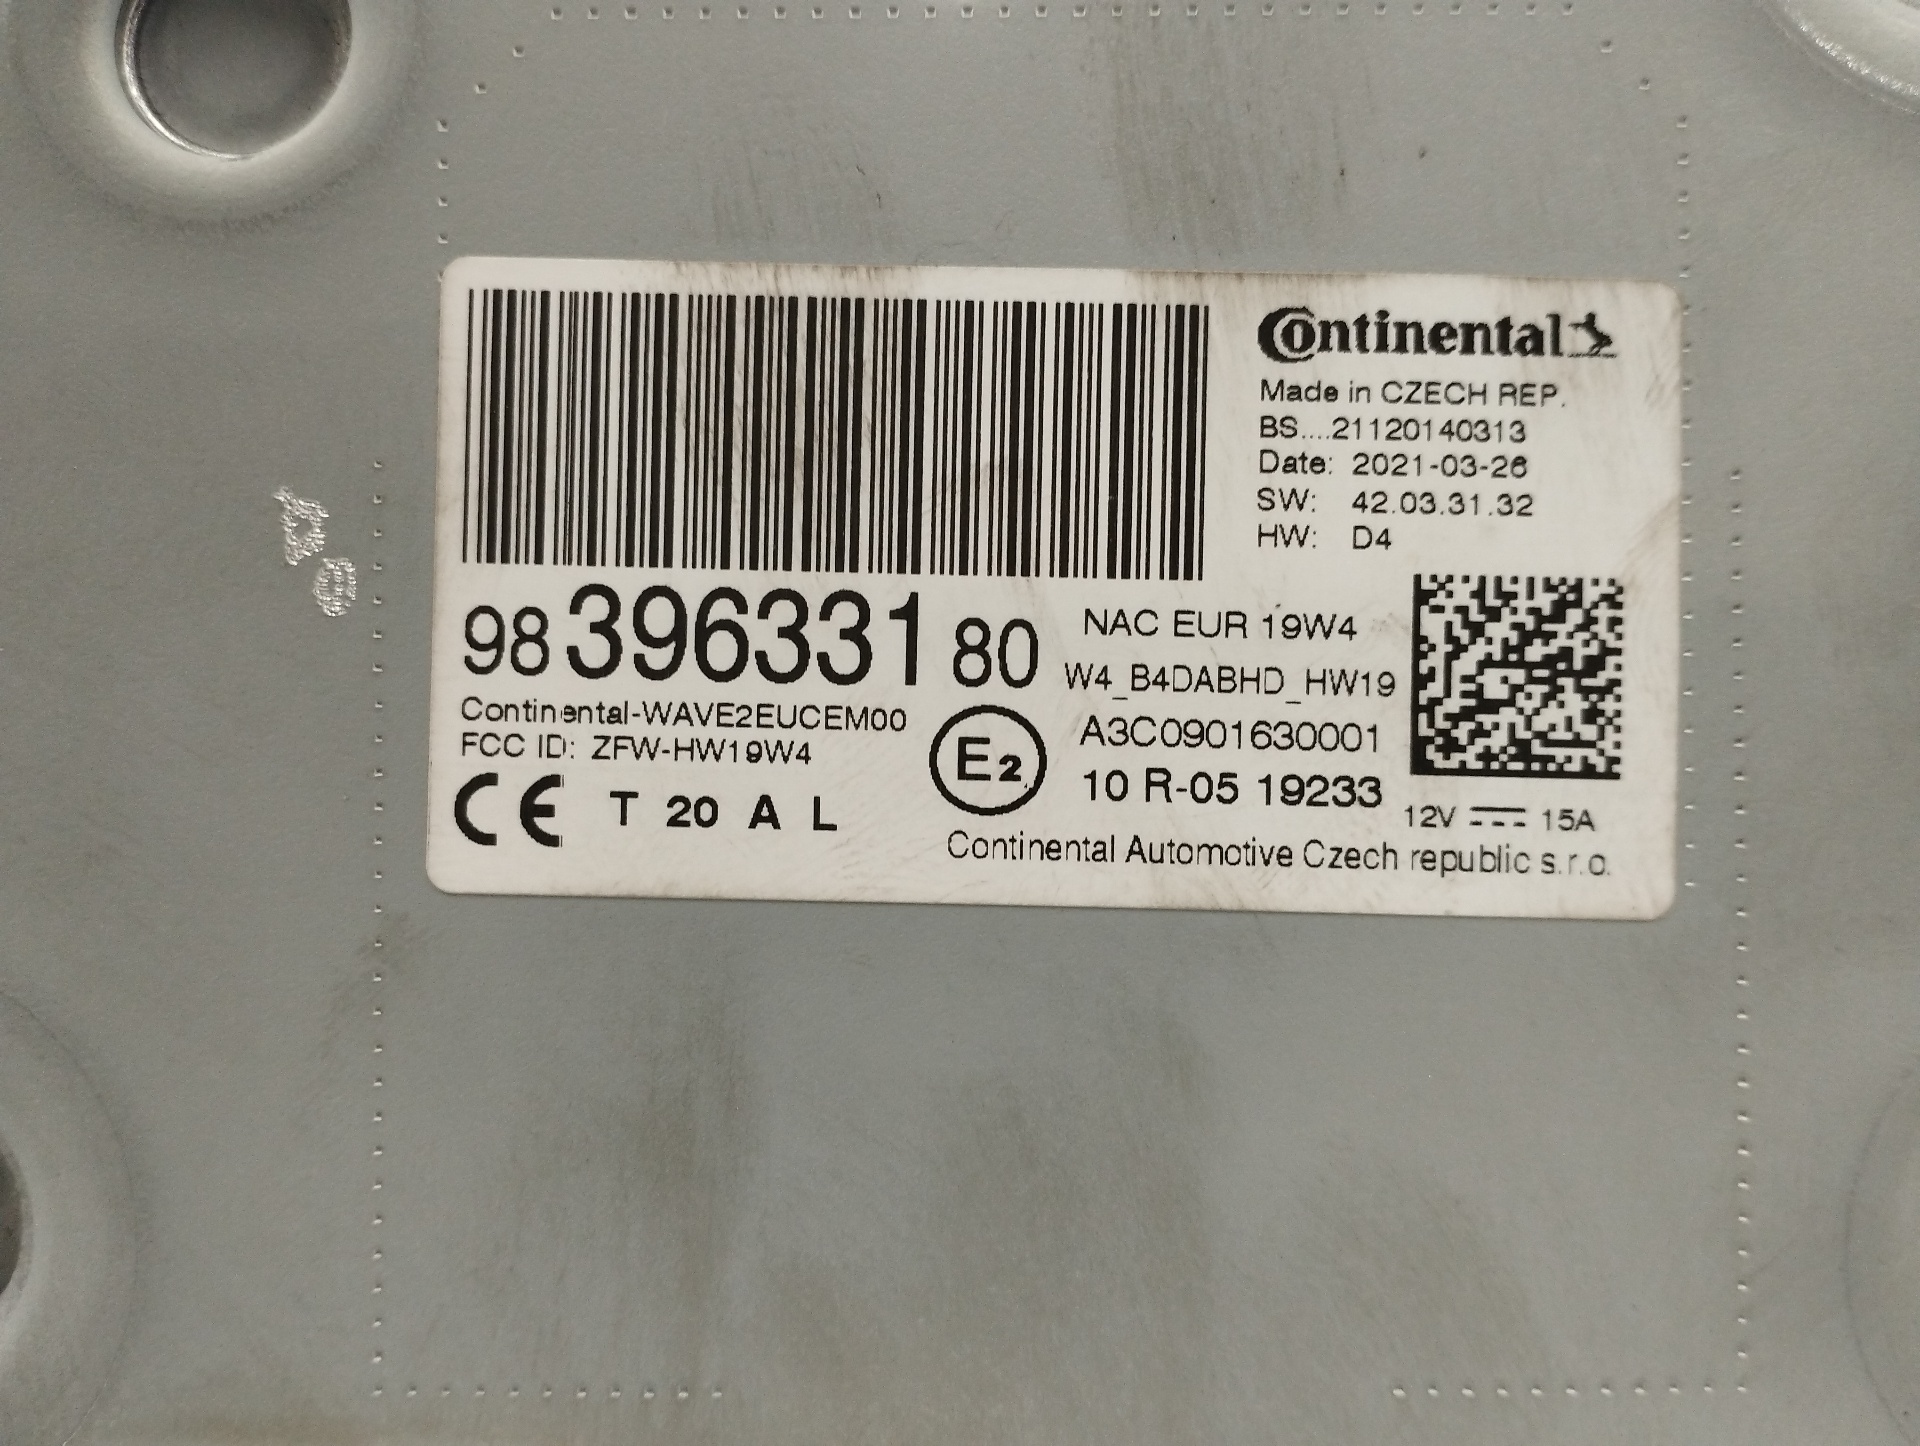 Continental
Made in CZECH REP.
BS....21120140313
Date: 2021-03-26
SW: 42.03.31.32
HW: D4
98 396331 80
NAC EUR 19W4
W4_B4DABHD_HW19
Continental-WAVE2EUCEM00
A3C0901630001
FCC ID: ZFW-HW19W4
E2
10 R-05 19233
CE T 20 A L
12V 15A
Continental Automotive Czech republic s.r.o.